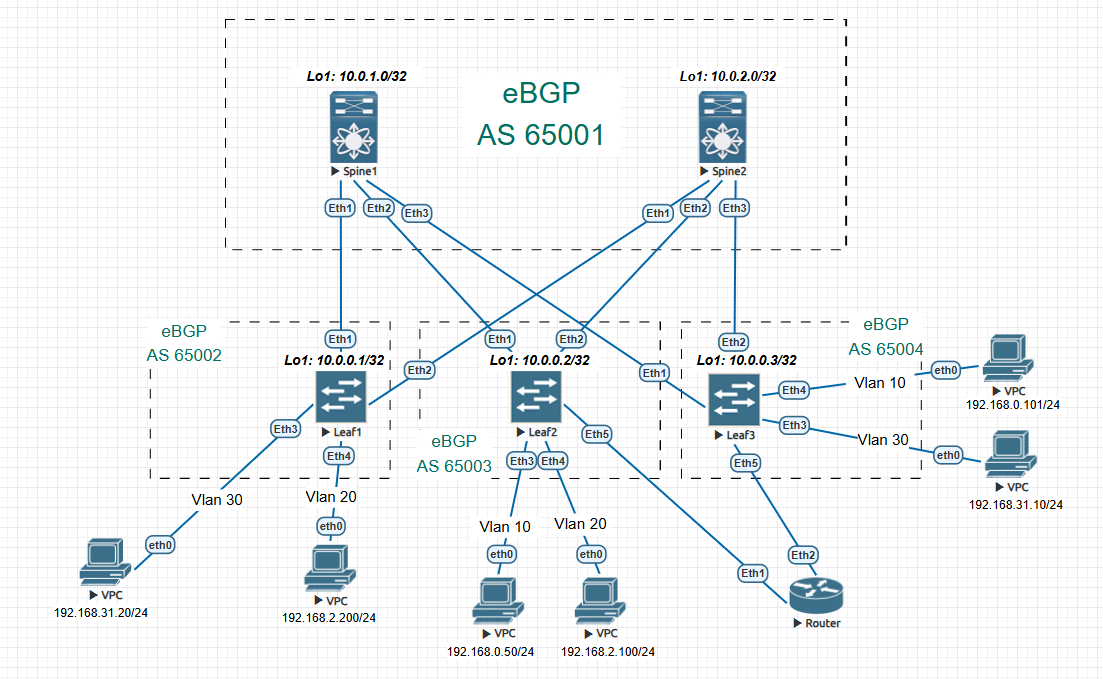 Lo1: 10.0.1.0/32
Lo1: 10.0.2.0/32
eBGP
AS 65001
Spine1
Spine2
Eth1
Eth2
Eth3
Eth1
Eth2
Eth3
eBGP
AS 65002
Eth1
Lo1: 10.0.0.1/32
Eth2
Leaf1
Eth3
Eth4
Eth1
Eth2
Lo1: 10.0.0.2/32
Leaf2
eBGP
AS 65003
Eth3
Eth4
Eth5
Eth2
Lo1: 10.0.0.3/32
Eth1
eBGP
AS 65004
Eth4
Vlan 10
eth0
VPC
192.168.0.101/24
Leaf3
Eth3
Vlan 30
eth0
VPC
192.168.31.10/24
Eth5
Vlan 30
eth0
VPC
192.168.31.20/24
Vlan 20
eth0
VPC
192.168.2.200/24
Vlan 10
eth0
VPC
192.168.0.50/24
Vlan 20
eth0
VPC
192.168.2.100/24
Eth1
Eth2
Router